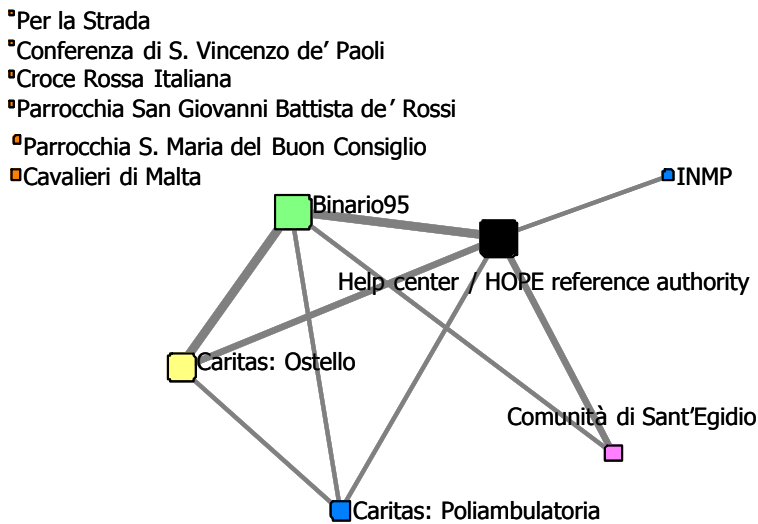 Per la Strada
Conferenza di S. Vincenzo de’ Paoli
Croce Rossa Italiana
Parrocchia San Giovanni Battista de’ Rossi
Parrocchia S. Maria del Buon Consiglio
Cavalieri di Malta
INMP
Binario95
Help center / HOPE reference authority
Caritas: Ostello
Comunità di Sant’Egidio
Caritas: Poliambulatoria